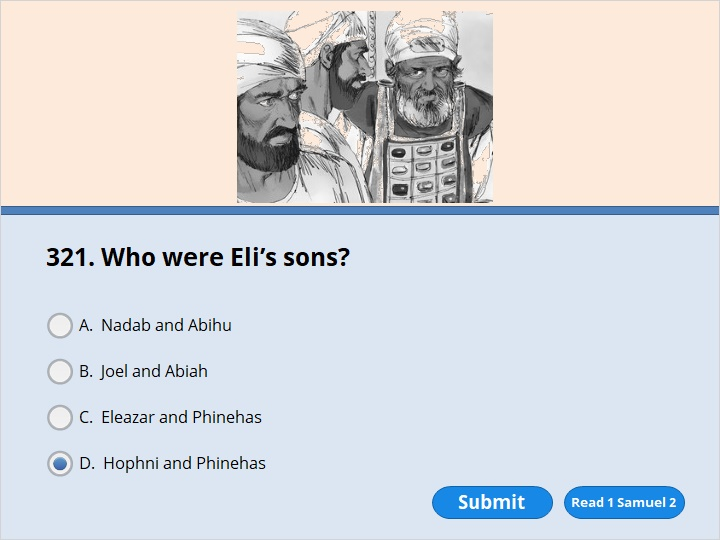 321. Who were Eli’s sons?
A. Nadab and Abihu
B. Joel and Abiah
C. Eleazar and Phinehas
D. Hophni and Phinehas
Submit
Read 1 Samuel 2